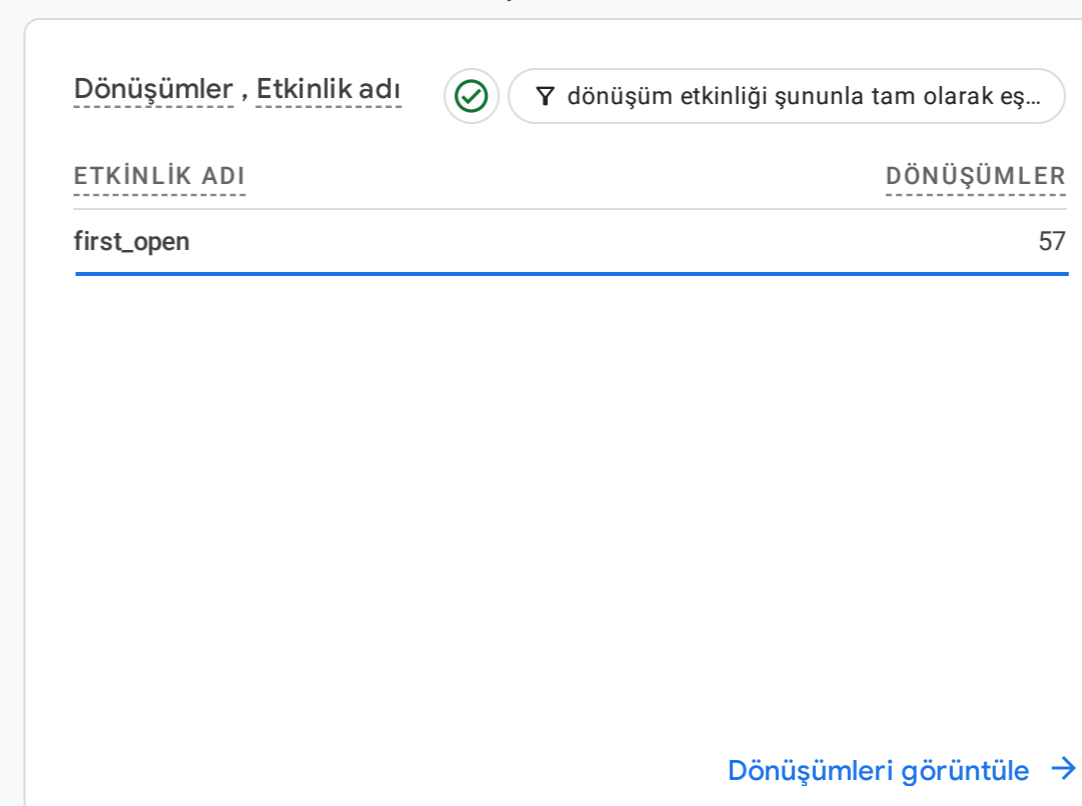 Dönüşümler , Etkinlik adı
dönüşüm etkinliği şununla tam olarak eş...
ETKİNLİK ADI DÖNÜŞÜMLER
first_open 57
Dönüşümleri görüntüle →